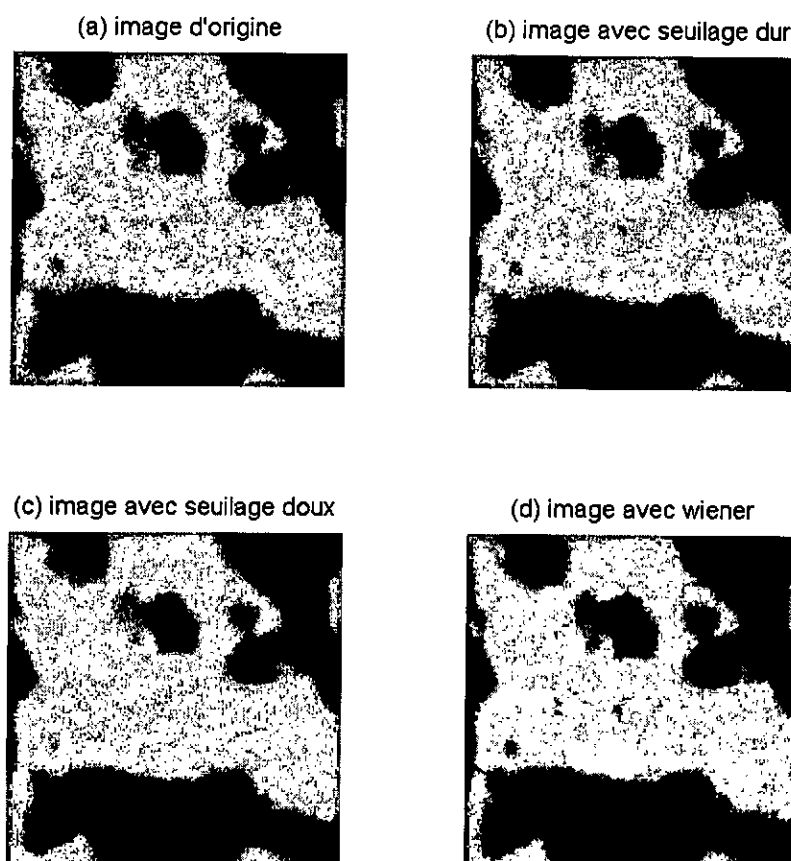 (a) image d'origine
(b) image avec seuilage dur
(c) image avec seuilage doux
(d) image avec wiener